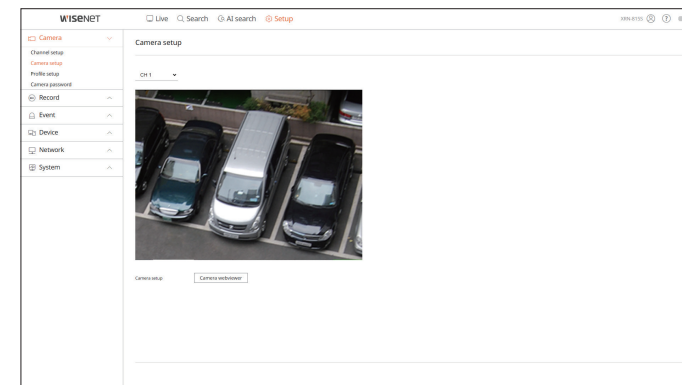 WISENET
Live Search AI search Setup
XRN-8155
Camera
Camera setup
Channel setup
Camera setup
Profile setup
Camera password
CH 1
Record
Event
Device
Network
System
Camera setup
Camera webviewer